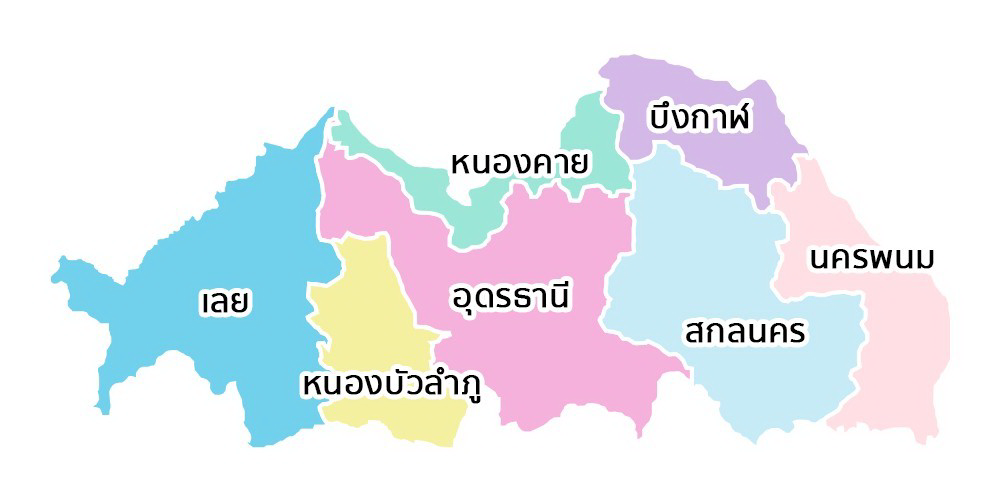 บึงกาฬ
หนองคาย
นครพนม
เลย
อุดรธานี
สกลนคร
หนองบัวลำภู